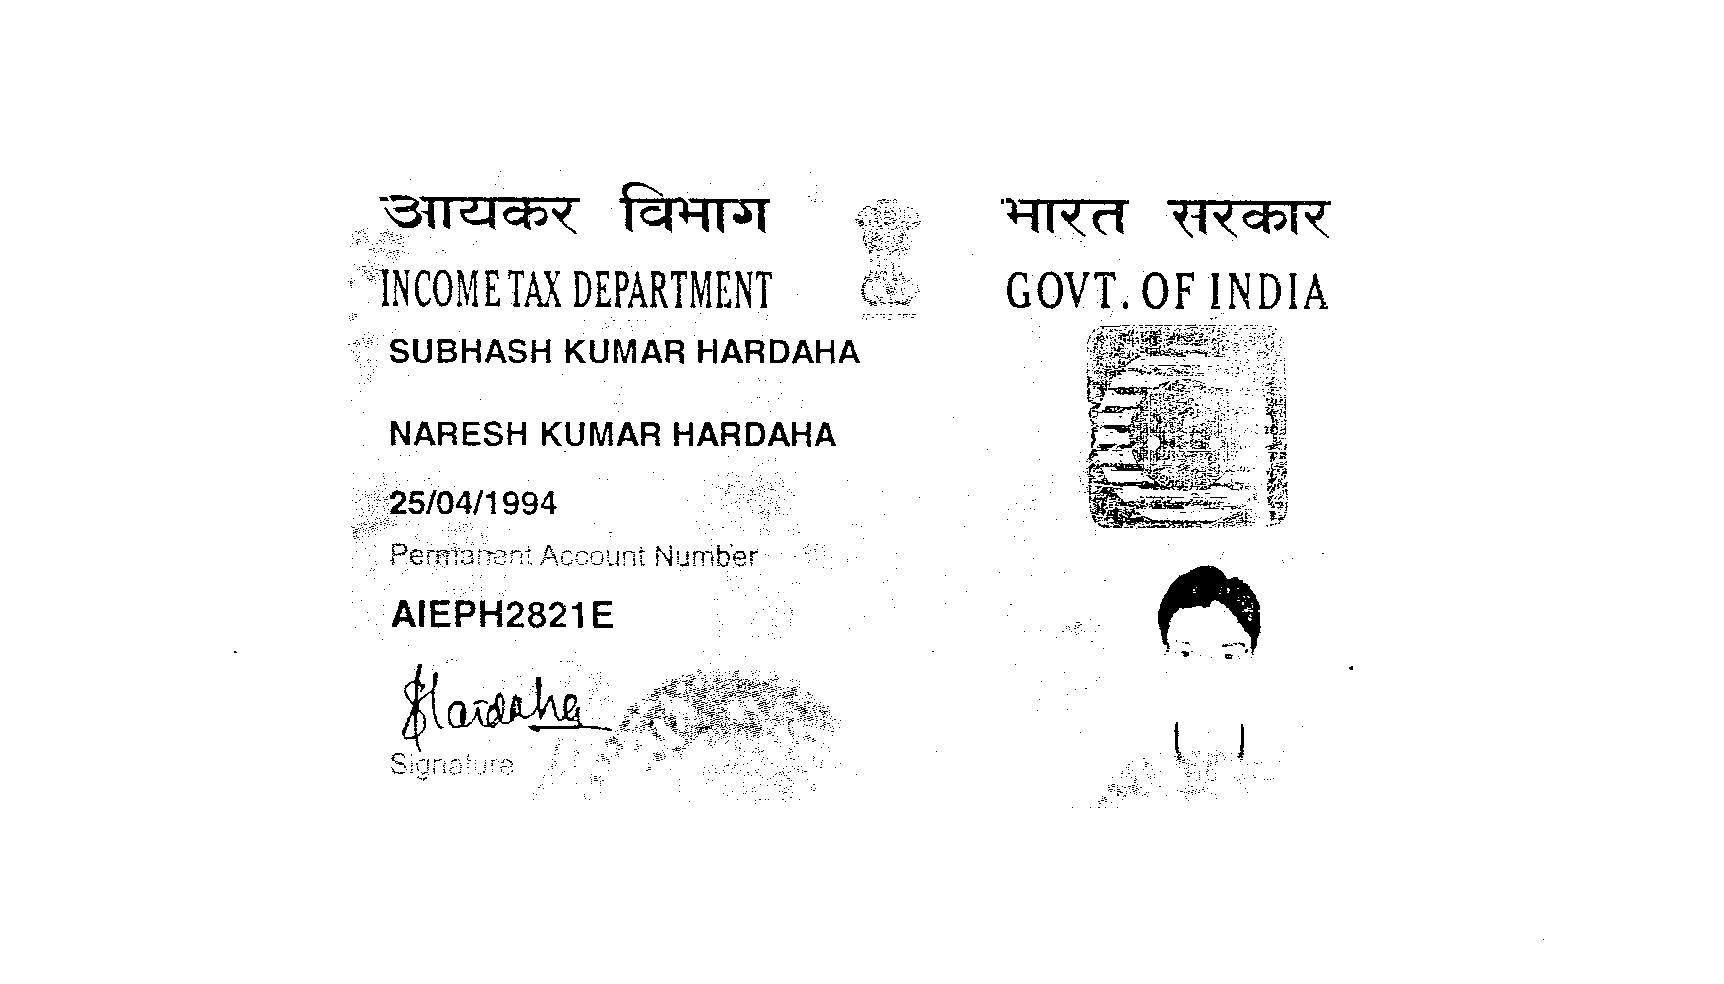 आयकर विभाग
भारत सरकार
INCOME TAX DEPARTMENT
GOVT. OF INDIA
SUBHASH KUMAR HARDAHA
NARESH KUMAR HARDAHA
25/04/1994
Permanent Account Number
AIEPH2821E
SHardaha
Signature